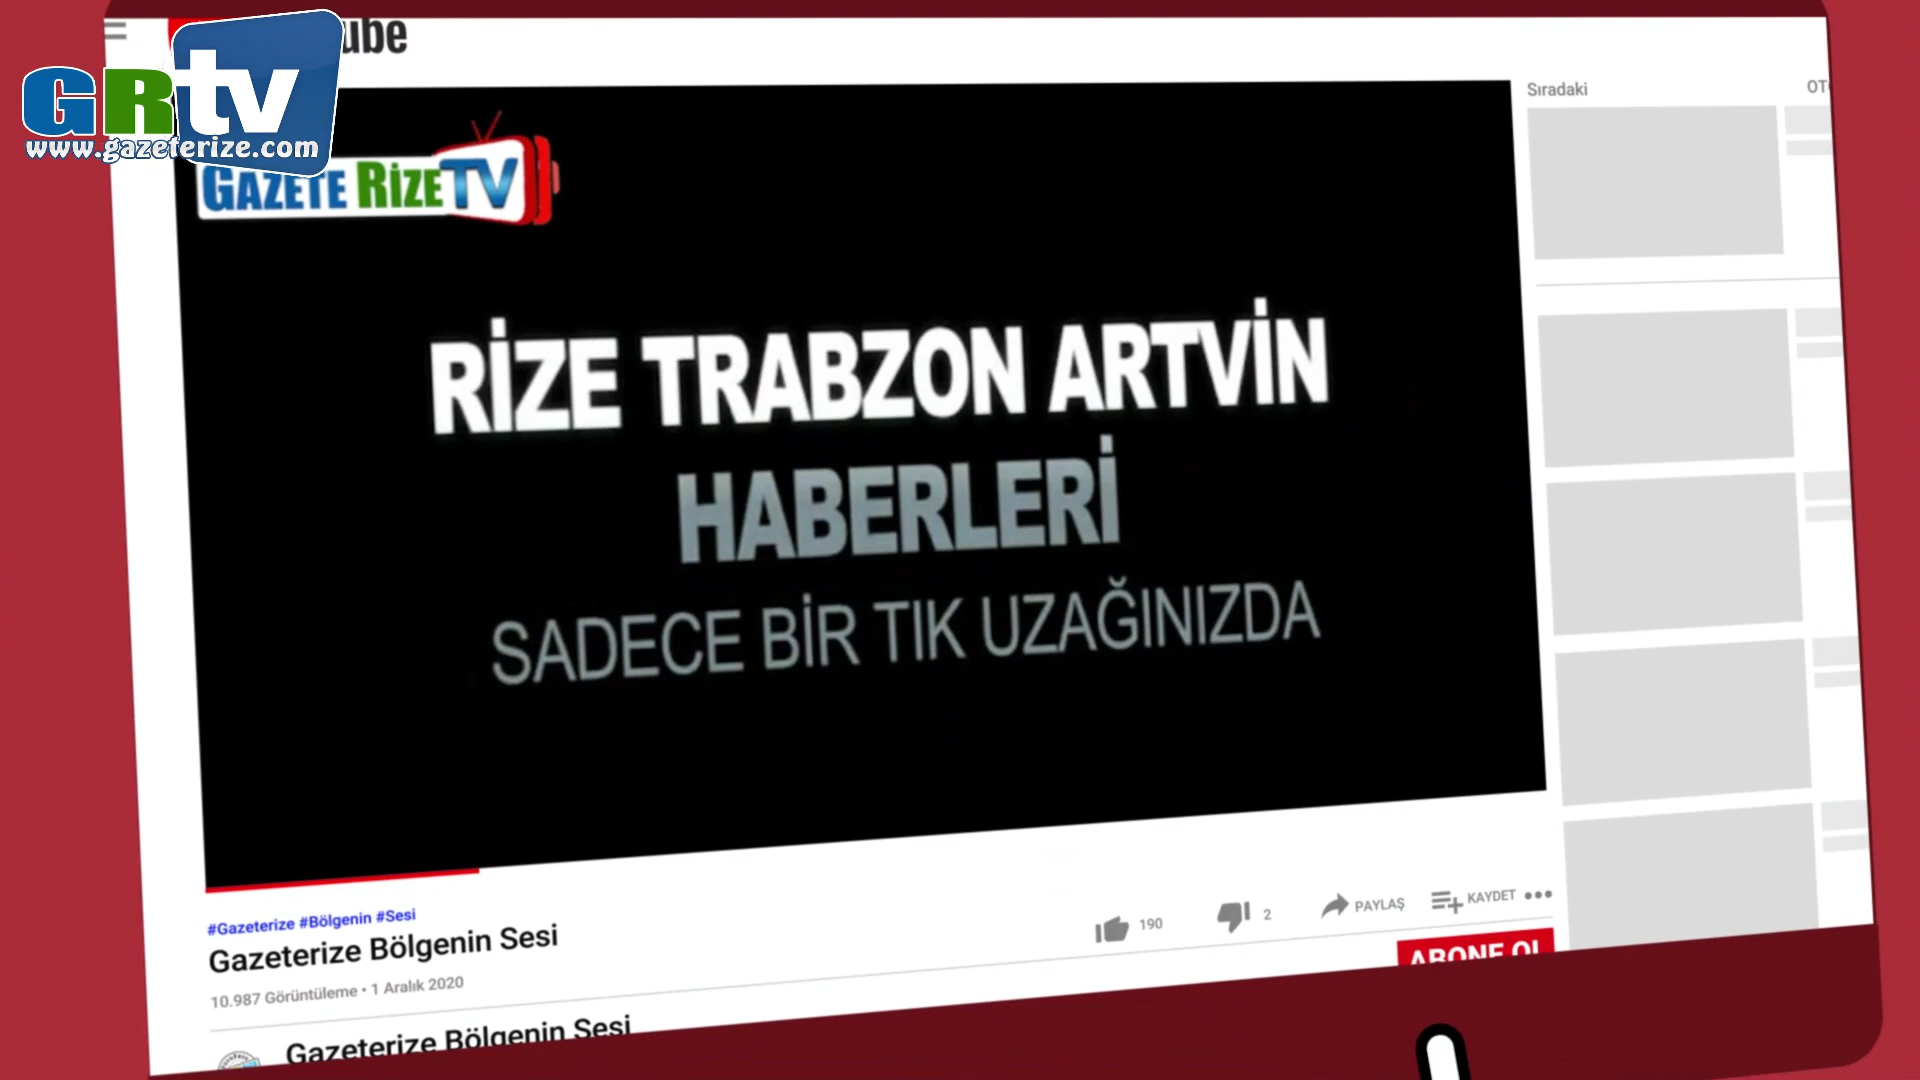 ube
GRtv
www.gazeterize.com
GAZETE RİZE TV
RİZE TRABZON ARTVİN
HABERLERİ
SADECE BİR TIK UZAĞINIZDA
Sıradaki
#Gazeterize #Bölgenin #Sesi
Gazeterize Bölgenin Sesi
10.987 Görüntüleme • 1 Aralık 2020
190
2
PAYLAŞ
KAYDET
ABONE OL
Gazeterize Bölgenin Sesi